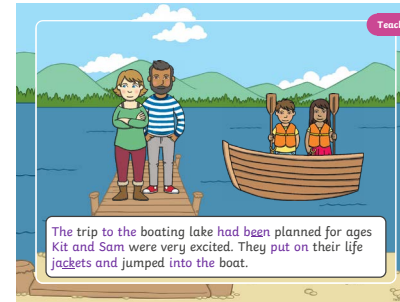 Teach
The trip to the boating lake had been planned for ages
Kit and Sam were very excited. They put on their life
jackets and jumped into the boat.